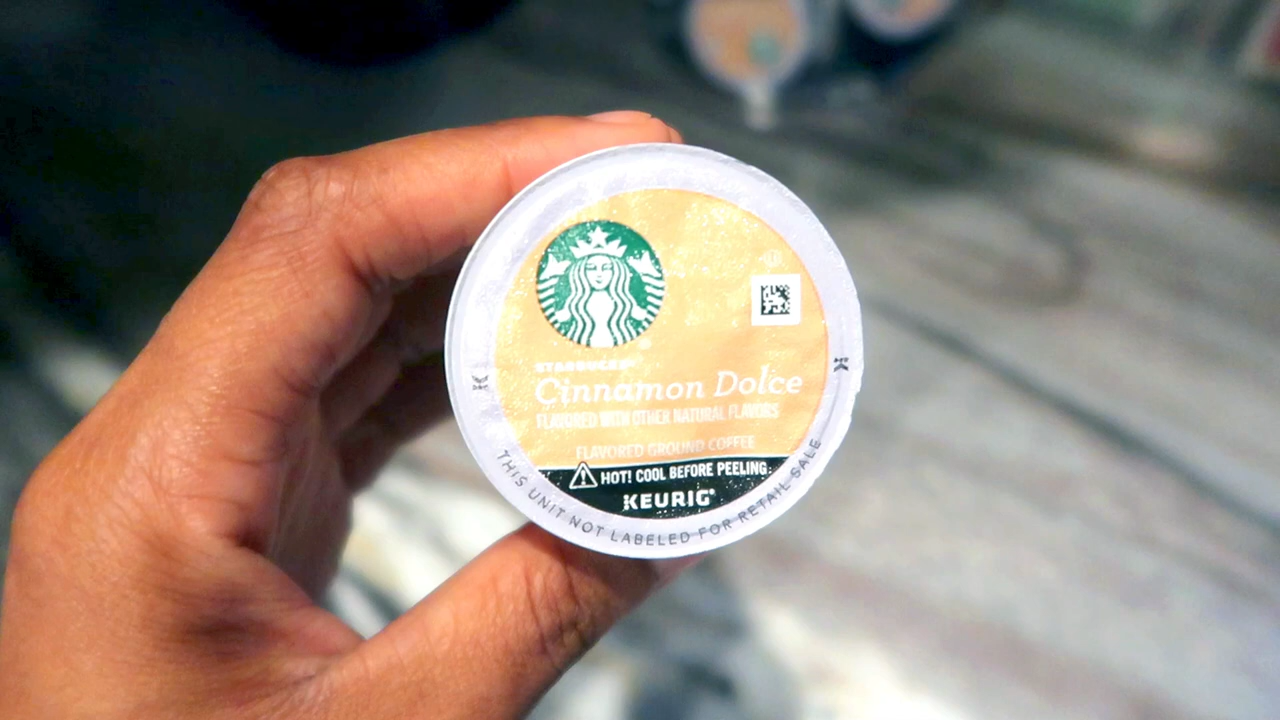 STARBUCKS
Cinnamon Dolce
FLAVORED WITH OTHER NATURAL FLAVORS
FLAVORED GROUND COFFEE
HOT! COOL BEFORE PEELING.
KEURIG®
THIS UNIT NOT LABELED FOR RETAIL SALE